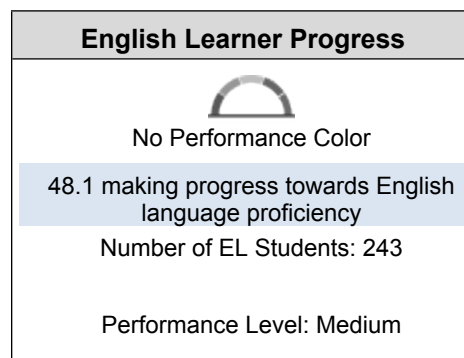 English Learner Progress
No Performance Color
48.1 making progress towards English
language proficiency
Number of EL Students: 243
Performance Level: Medium